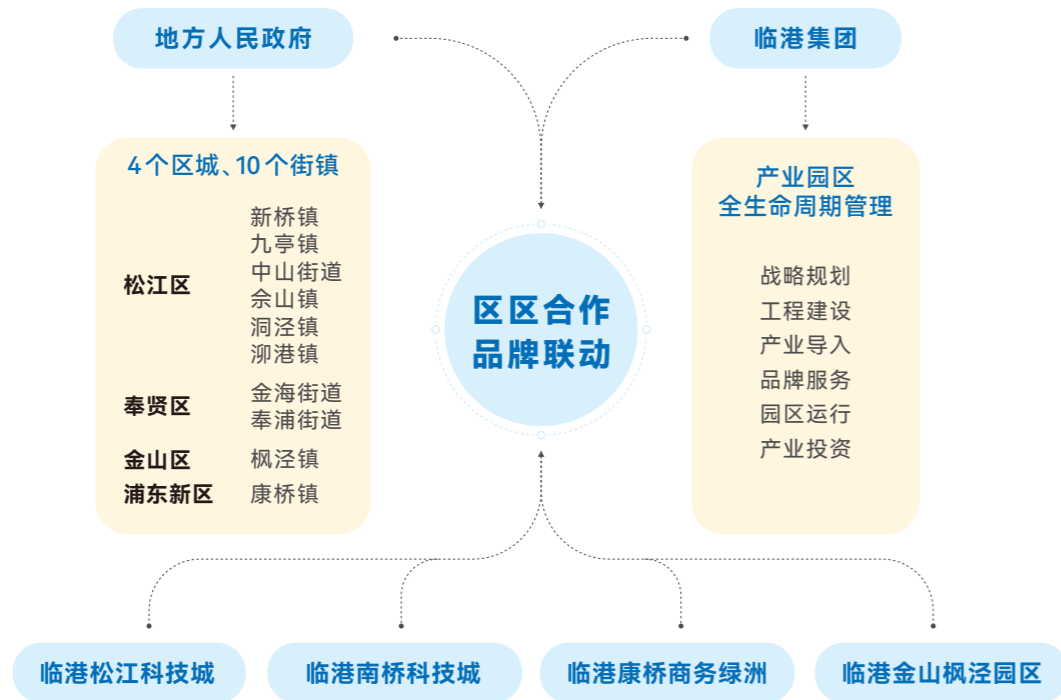 地方人民政府
临港集团
4个区城、10个街镇
松江区
新桥镇
九亭镇
中山街道
佘山镇
洞泾镇
泖港镇
奉贤区
金海街道
奉浦街道
金山区
枫泾镇
浦东新区
康桥镇
区区合作
品牌联动
产业园区
全生命周期管理
战略规划
工程建设
产业导入
品牌服务
园区运行
产业投资
临港松江科技城
临港南桥科技城
临港康桥商务绿洲
临港金山枫泾园区